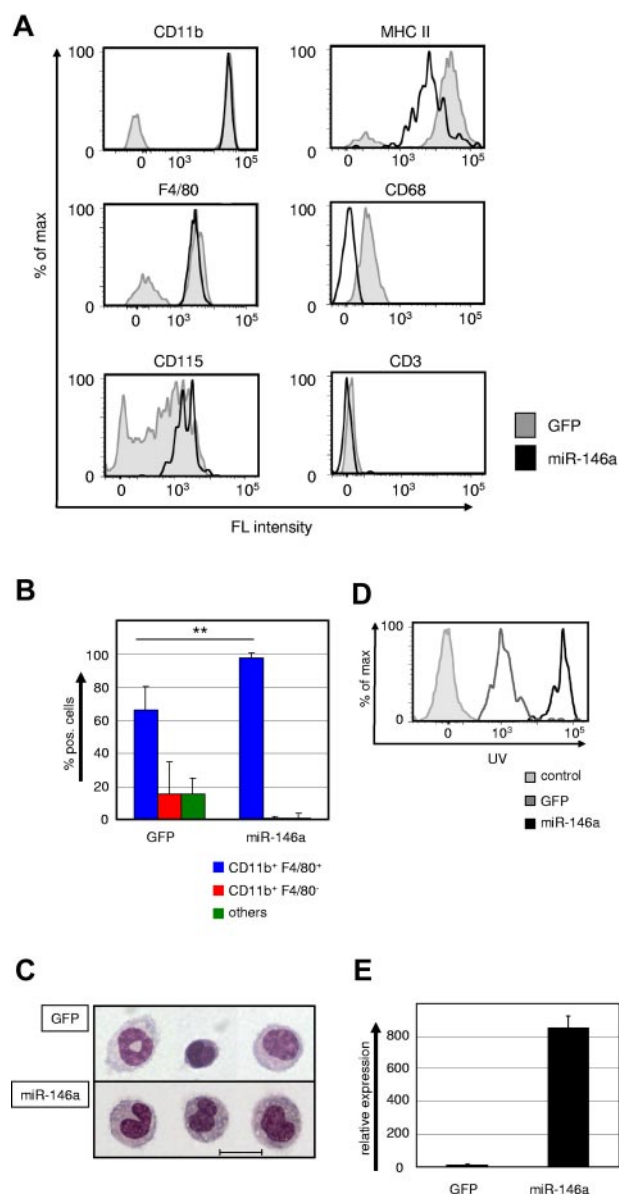 A
CD11b
MHC II
100
0
0 10³ 10⁵
100
0
0 10³ 10⁵
F4/80
CD68
100
0
0 10³ 10⁵
100
0
0 10³ 10⁵
CD115
CD3
100
0
0 10³ 10⁵
100
0
0 10³ 10⁵
% of max
FL intensity
GFP
miR-146a
B
**
100
80
60
40
20
0
% pos. cells
GFP
miR-146a
CD11b⁺ F4/80⁺
CD11b⁺ F4/80⁻
others
D
100
0
% of max
0 10³ 10⁵
UV
control
GFP
miR-146a
C
GFP
miR-146a
E
800
600
400
200
0
relative expression
GFP
miR-146a